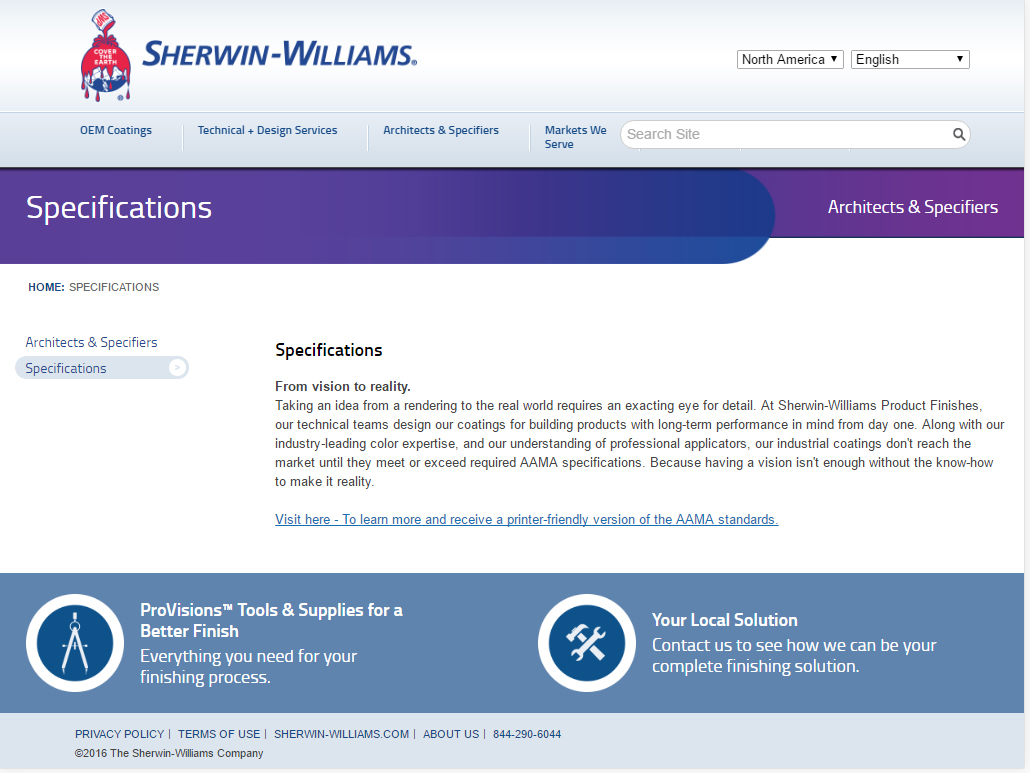 SWP
COVER
THE
EARTH
SHERWIN-WILLIAMS®
North America
English
OEM Coatings
Technical + Design Services
Architects & Specifiers
Markets We
Serve
Search Site
Specifications
Architects & Specifiers
HOME: SPECIFICATIONS
Architects & Specifiers
Specifications
Specifications
From vision to reality.
Taking an idea from a rendering to the real world requires an exacting eye for detail. At Sherwin-Williams Product Finishes,
our technical teams design our coatings for building products with long-term performance in mind from day one. Along with our
industry-leading color expertise, and our understanding of professional applicators, our industrial coatings don't reach the
market until they meet or exceed required AAMA specifications. Because having a vision isn't enough without the know-how
to make it reality.
Visit here - To learn more and receive a printer-friendly version of the AAMA standards.
ProVisions™ Tools & Supplies for a
Better Finish
Everything you need for your
finishing process.
Your Local Solution
Contact us to see how we can be your
complete finishing solution.
PRIVACY POLICY | TERMS OF USE | SHERWIN-WILLIAMS.COM | ABOUT US | 844-290-6044
©2016 The Sherwin-Williams Company